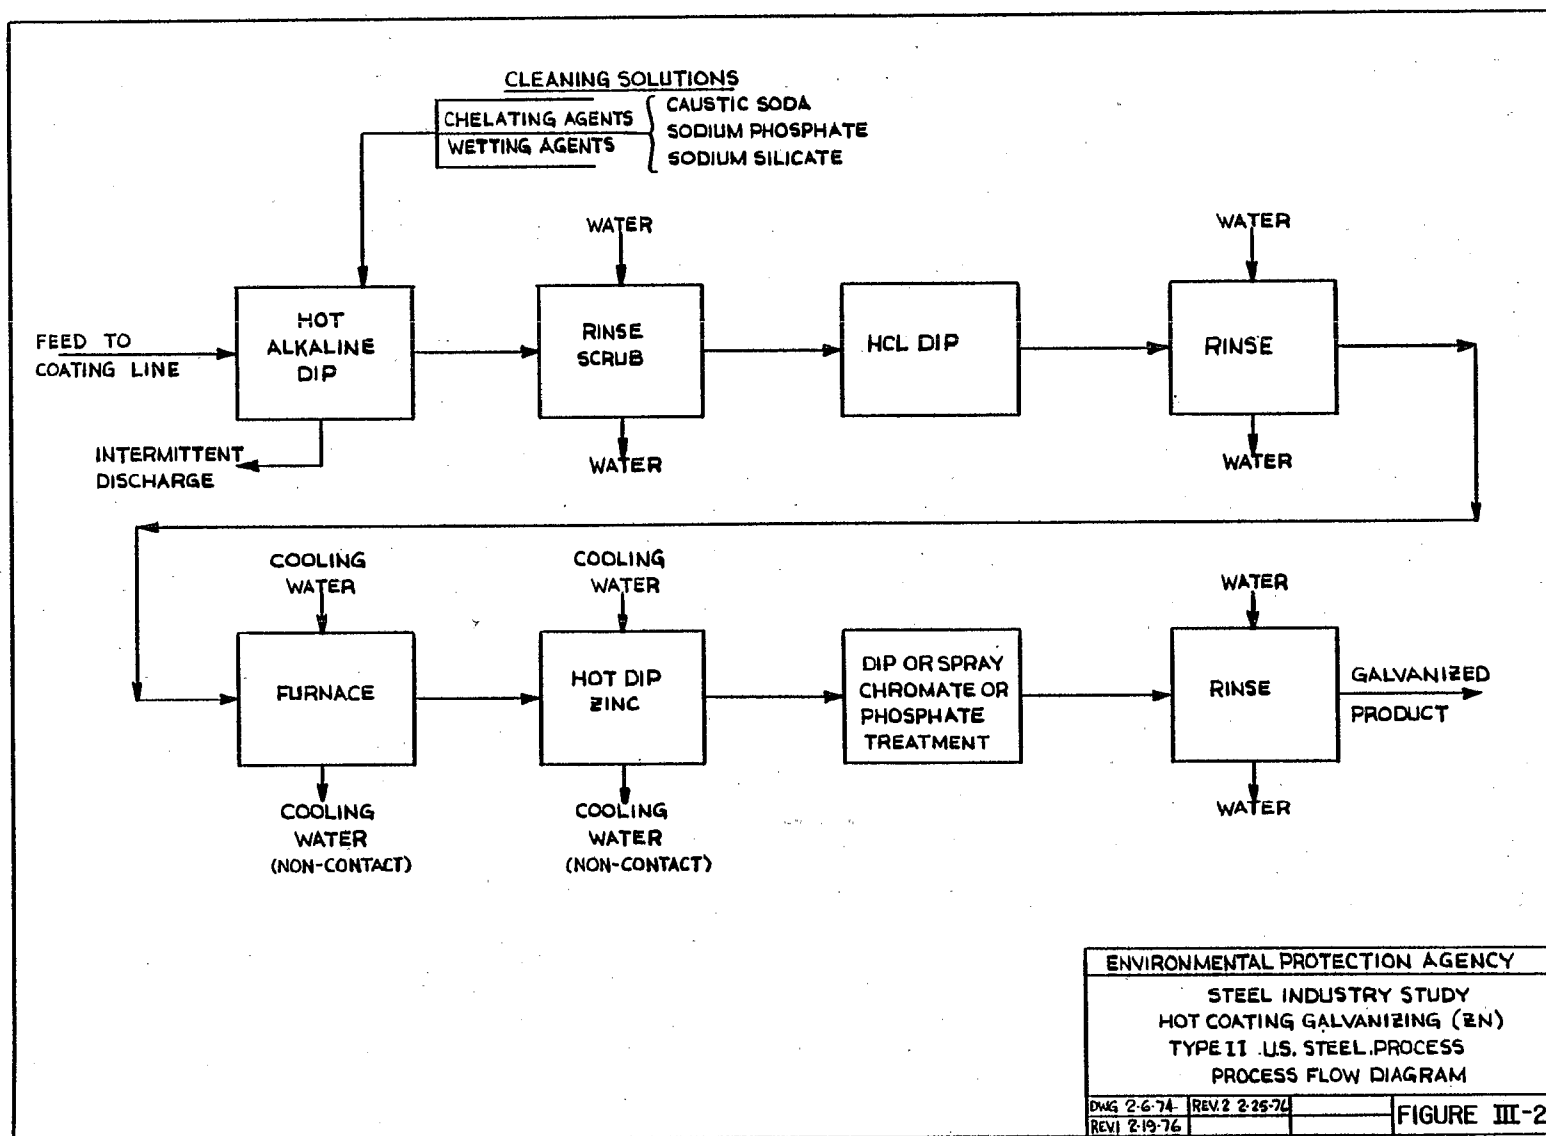 CLEANING SOLUTIONS
CHELATING AGENTS
WETTING AGENTS
CAUSTIC SODA
SODIUM PHOSPHATE
SODIUM SILICATE
WATER
WATER
FEED TO
COATING LINE
HOT
ALKALINE
DIP
RINSE
SCRUB
HCL DIP
RINSE
INTERMITTENT
DISCHARGE
WATER
WATER
COOLING
WATER
COOLING
WATER
WATER
FURNACE
HOT DIP
ZINC
DIP OR SPRAY
CHROMATE OR
PHOSPHATE
TREATMENT
RINSE
GALVANIZED
PRODUCT
COOLING
WATER
(NON-CONTACT)
COOLING
WATER
(NON-CONTACT)
WATER
ENVIRONMENTAL PROTECTION AGENCY
STEEL INDUSTRY STUDY
HOT COATING GALVANIZING (ZN)
TYPE II U.S. STEEL PROCESS
PROCESS FLOW DIAGRAM
DWG 2-6-74 REV.2 2-25-76
REV.1 2-19-76
FIGURE III-2